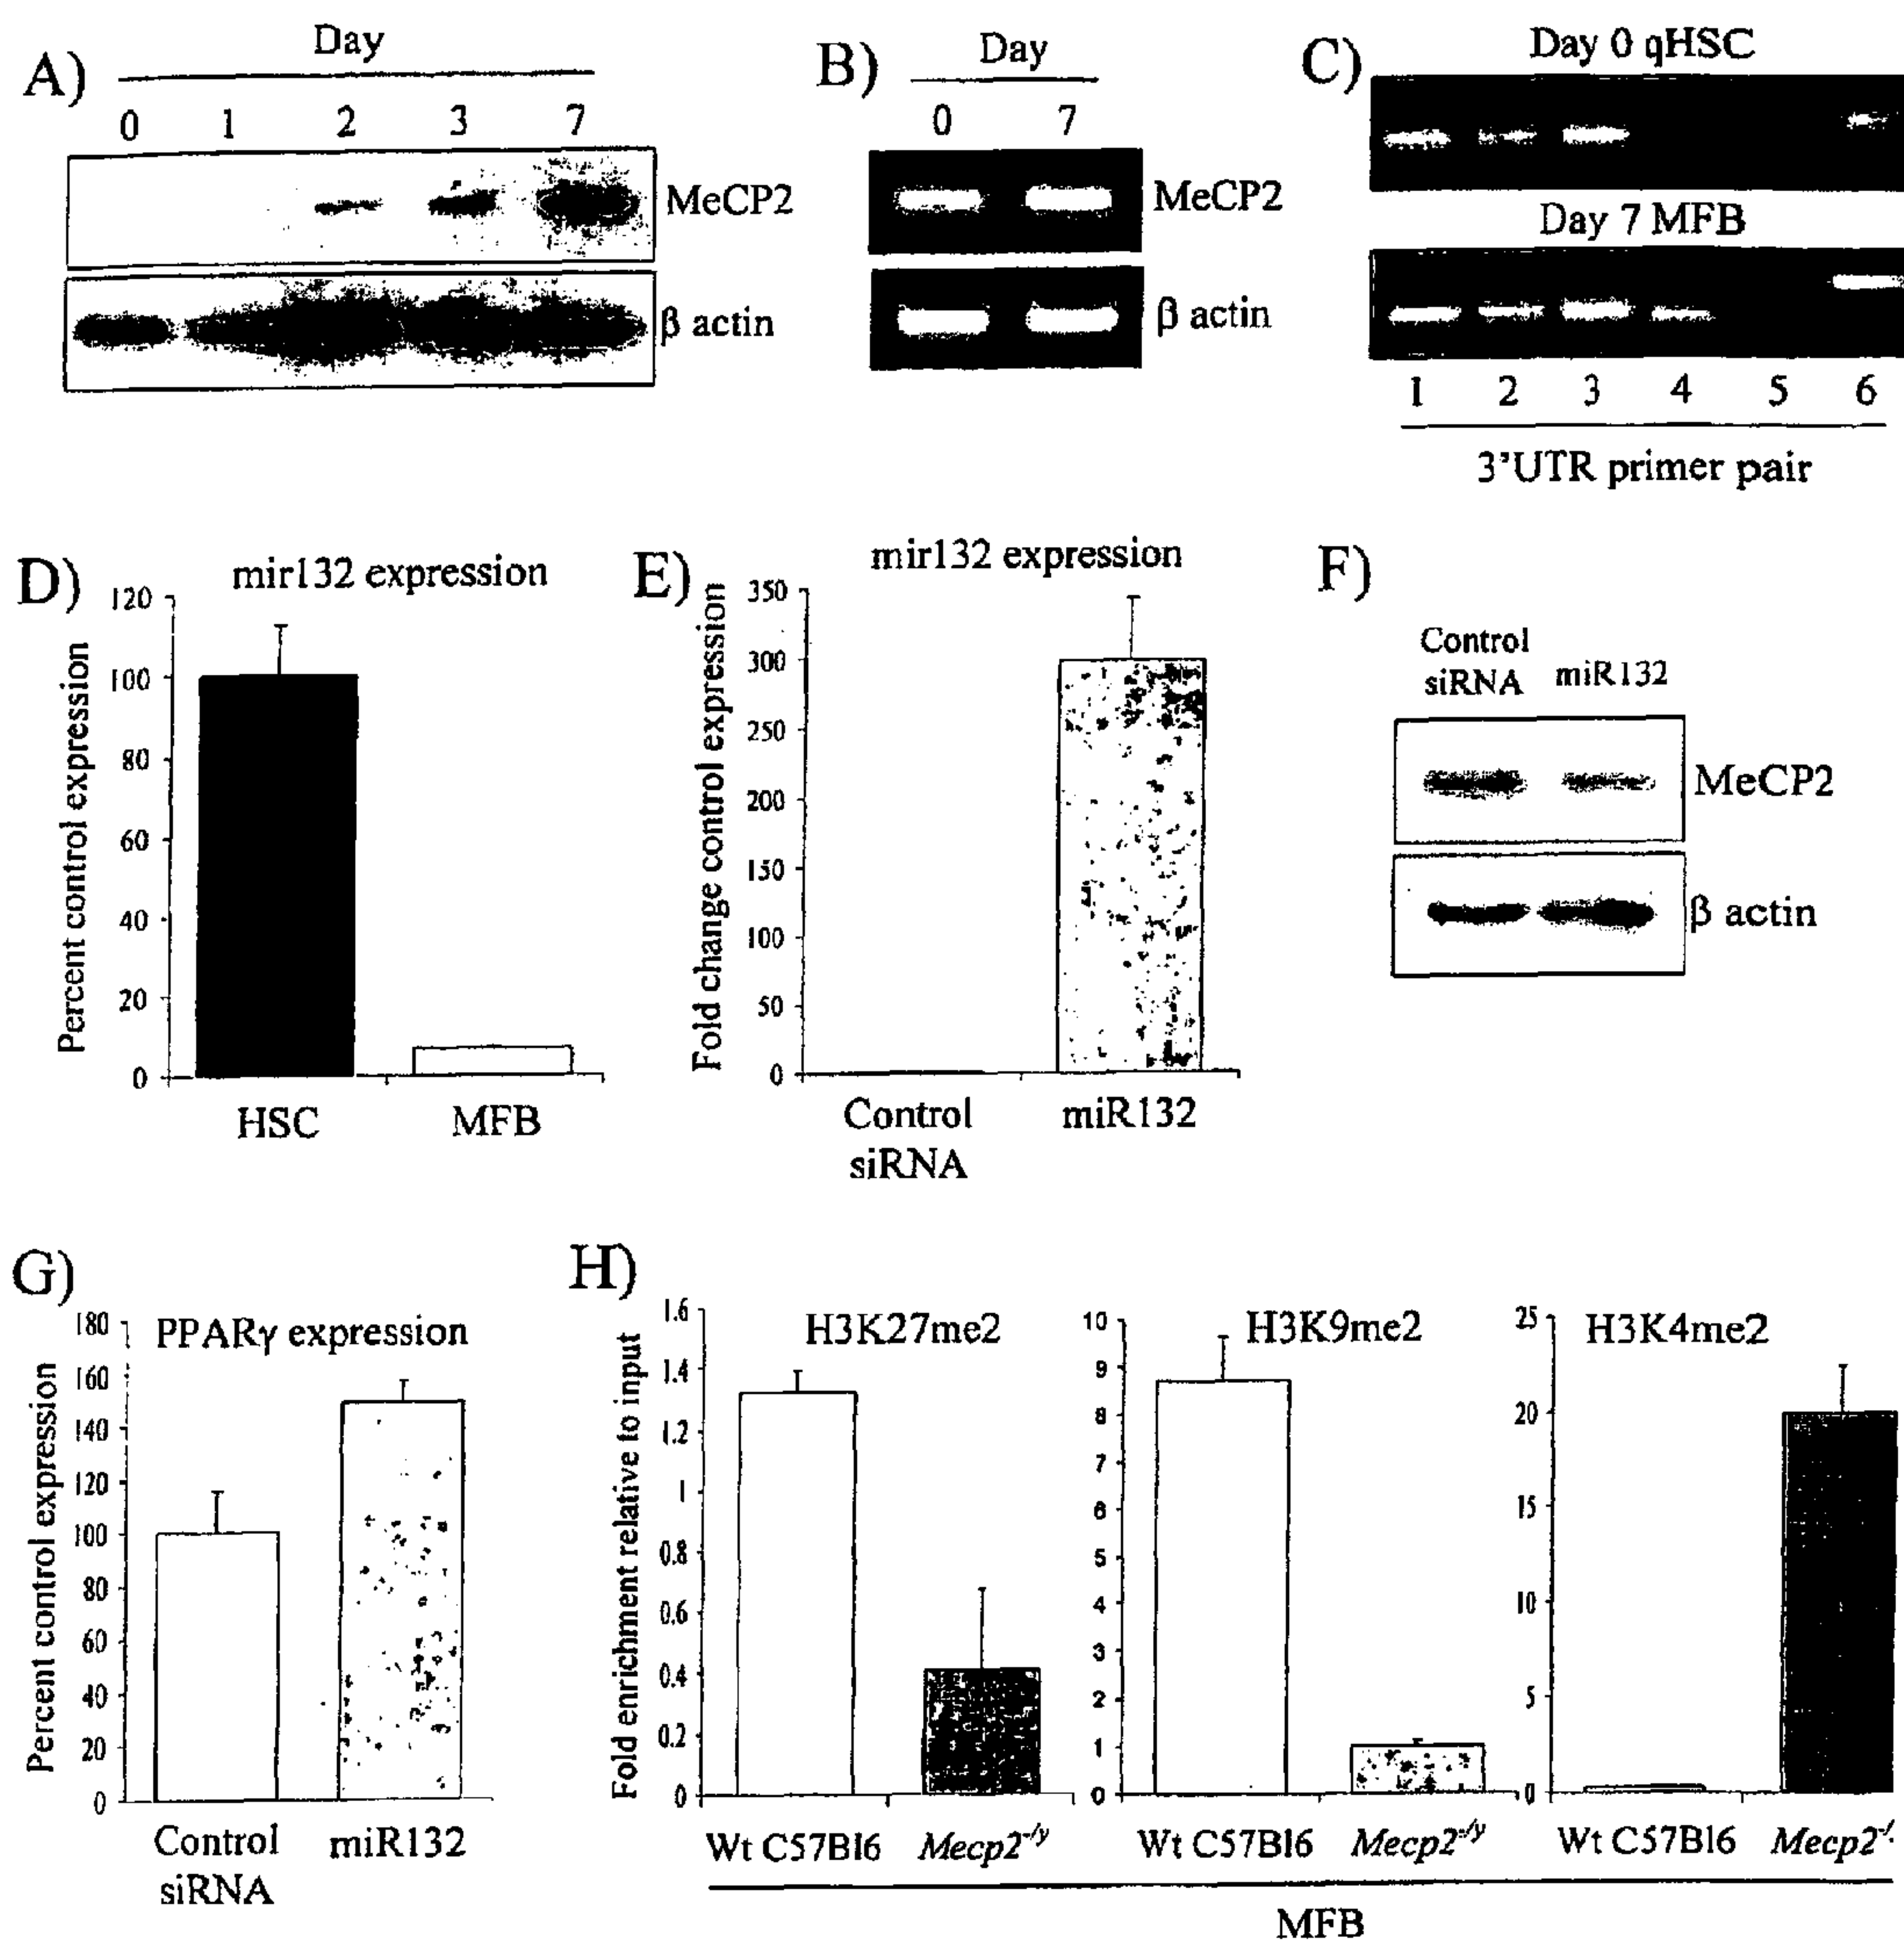 A)
Day
0 1 2 3 7
MeCP2
β actin
B)
Day
0 7
MeCP2
β actin
C)
Day 0 qHSC
Day 7 MFB
1 2 3 4 5 6
3'UTR primer pair
D)
mir132 expression
Percent control expression
120
100
80
60
40
20
0
HSC MFB
E)
mir132 expression
Fold change control expression
350
300
250
200
150
100
50
0
Control siRNA
miR132
F)
Control siRNA
miR132
MeCP2
β actin
G)
PPARγ expression
Percent control expression
180
160
140
120
100
80
60
40
20
0
Control siRNA
miR132
H)
Fold enrichment relative to input
H3K27me2
1.6
1.4
1.2
1
0.8
0.6
0.4
0.2
0
Wt C57Bl6 Mecp2-/y
H3K9me2
10
9
8
7
6
5
4
3
2
1
0
Wt C57Bl6 Mecp2-/y
H3K4me2
25
20
15
10
5
0
Wt C57Bl6 Mecp2-/
MFB